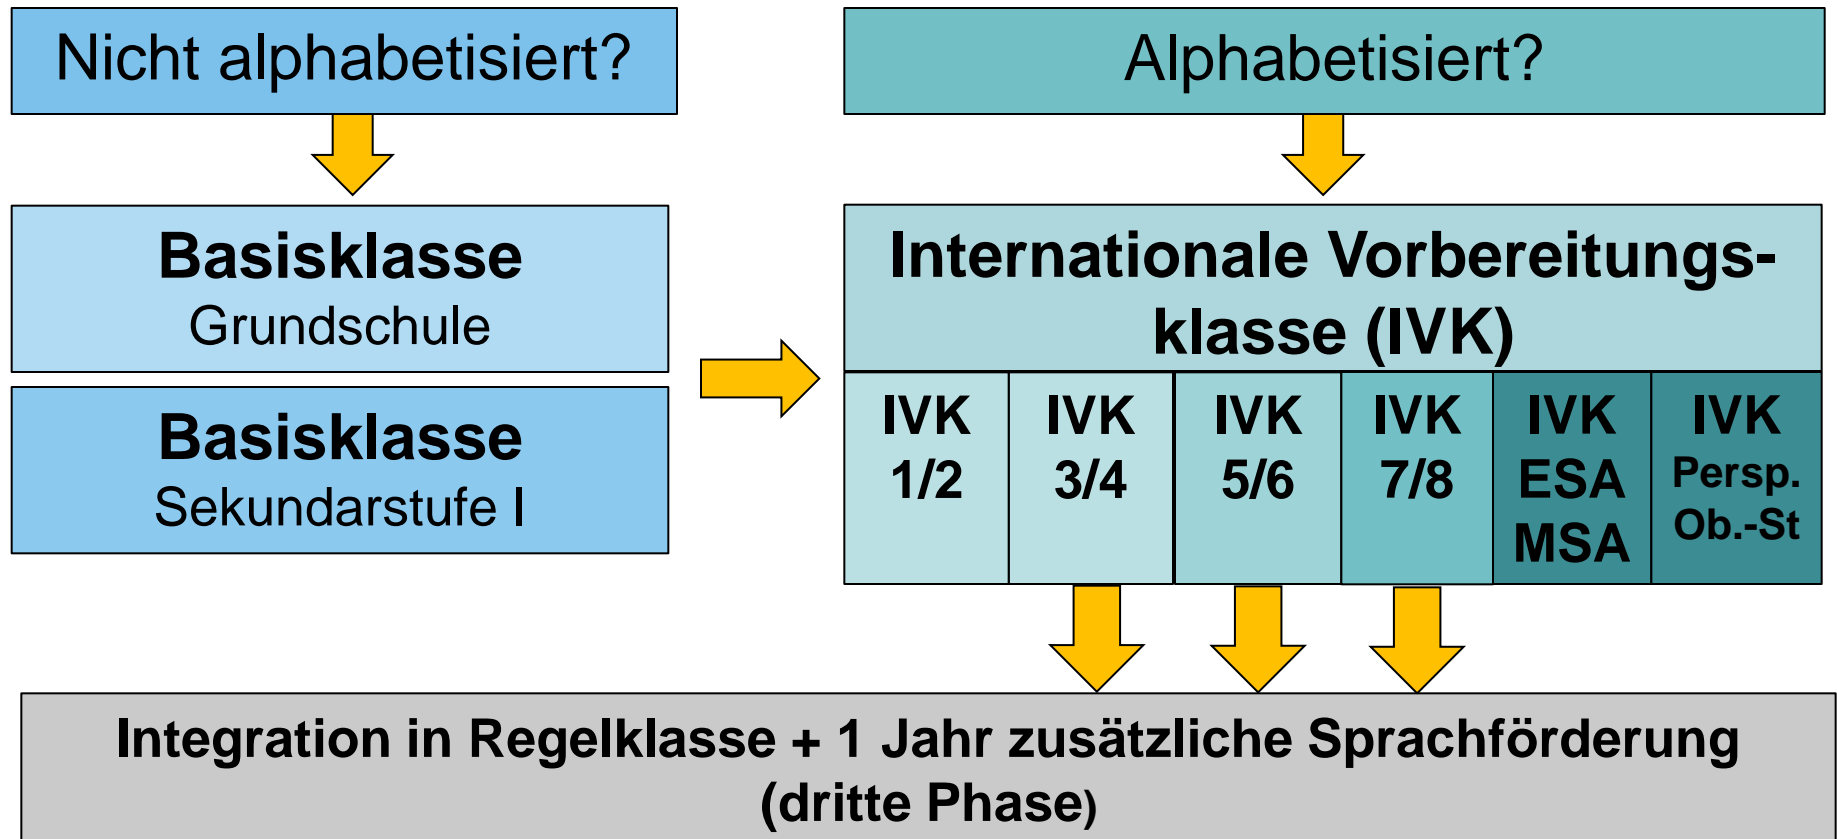 Nicht alphabetisiert?
Alphabetisiert?
Basisklasse
Grundschule
Basisklasse
Sekundarstufe I
Internationale Vorbereitungs-
klasse (IVK)
IVK
1/2
IVK
3/4
IVK
5/6
IVK
7/8
IVK
ESA
MSA
IVK
Persp.
Ob.-St
Integration in Regelklasse + 1 Jahr zusätzliche Sprachförderung
(dritte Phase)